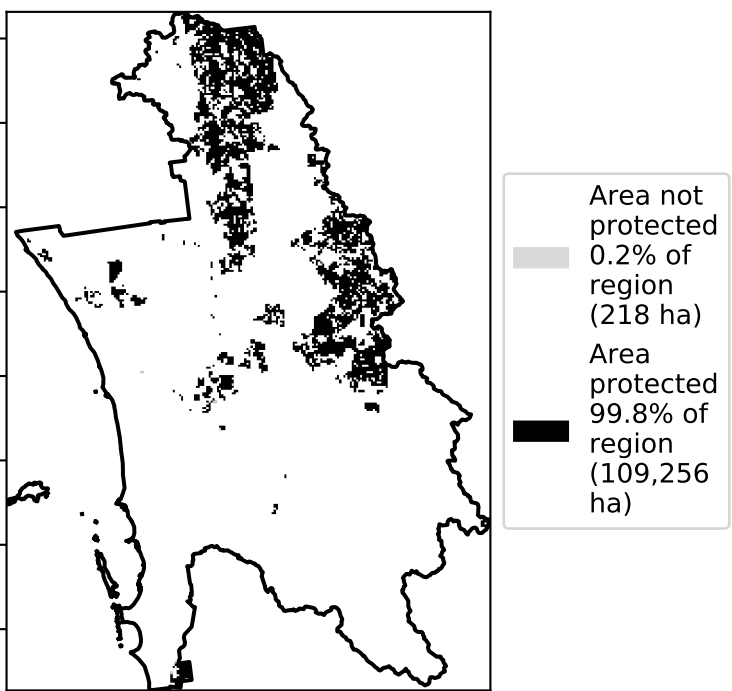 Area not
protected
0.2% of
region
(218 ha)
Area
protected
99.8% of
region
(109,256
ha)